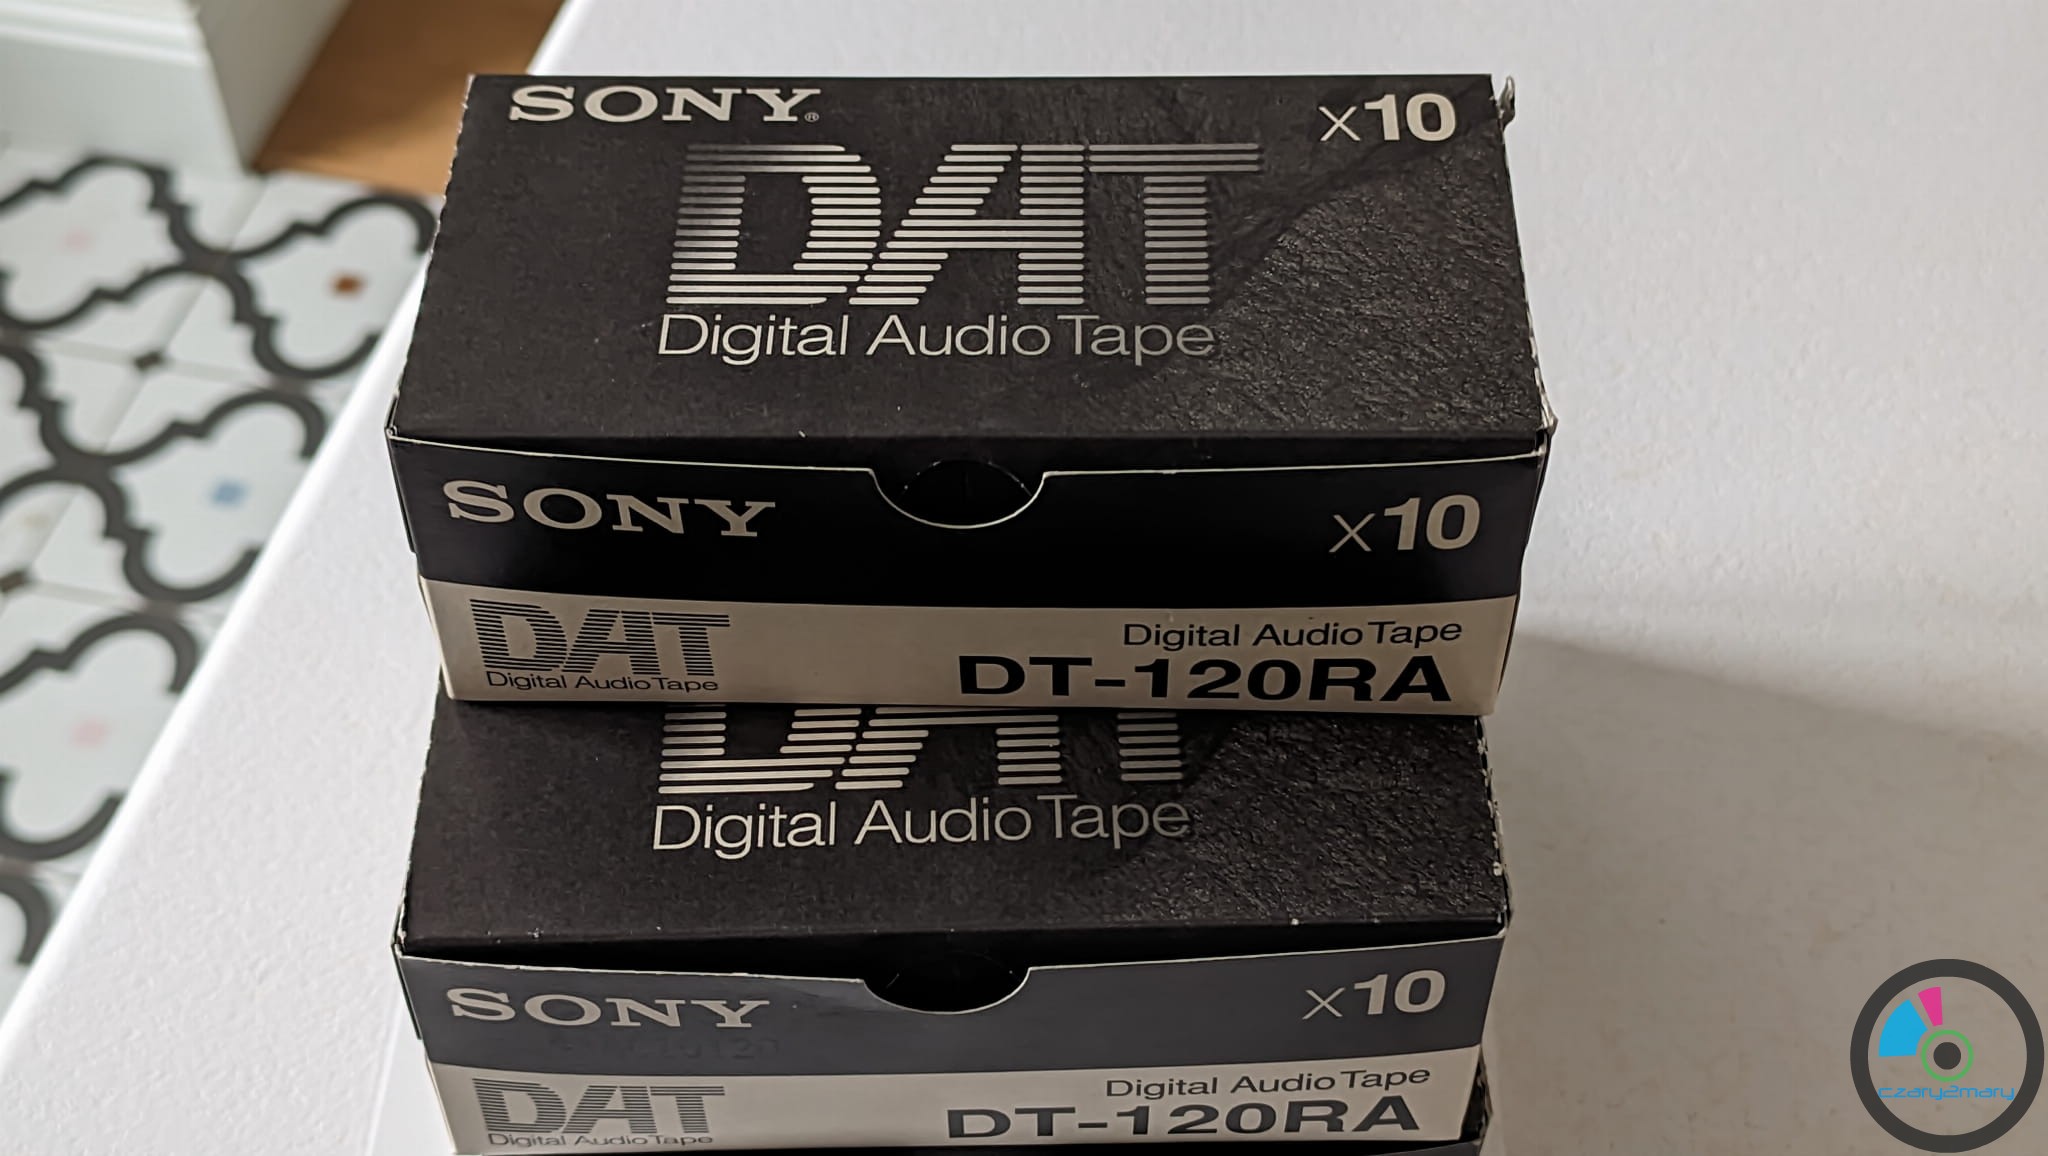 SONY®
x10
DAT
Digital Audio Tape
SONY
x10
DAT
Digital Audio Tape
Digital Audio Tape
DT-120RA
DAT
Digital Audio Tape
SONY
x10
DAT
Digital Audio Tape
Digital Audio Tape
DT-120RA
czary2mary